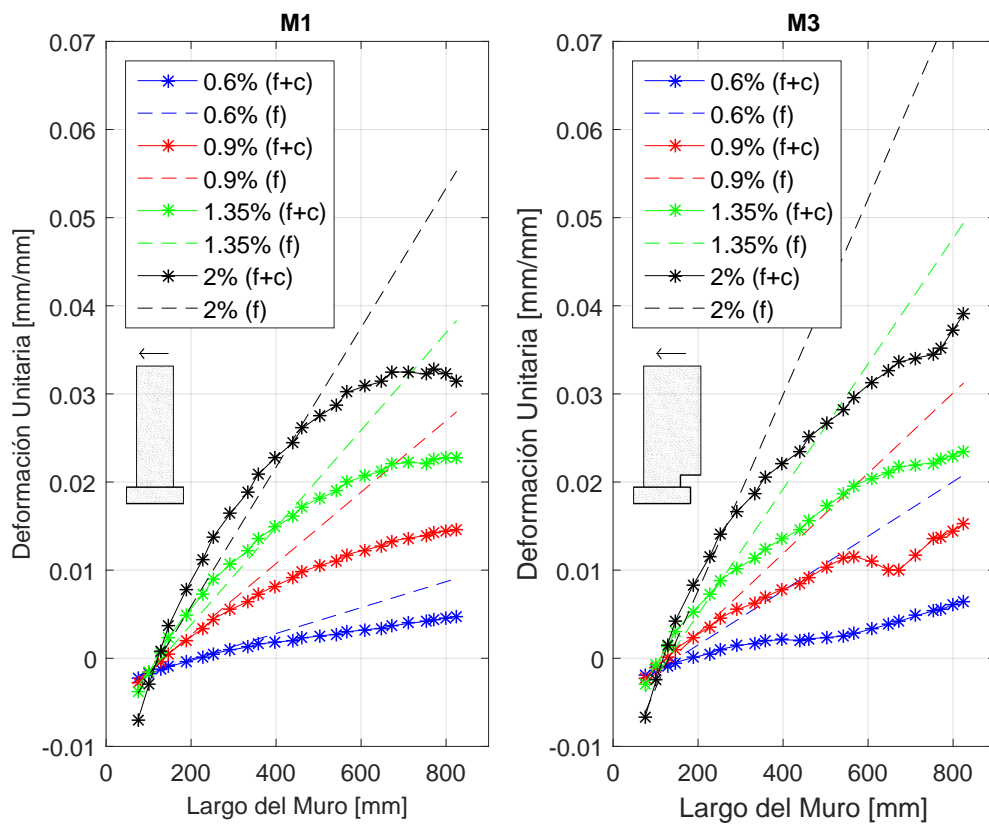 M1
0.07
0.06
0.05
0.04
0.03
0.02
0.01
0
-0.01
Deformación Unitaria [mm/mm]
0.6% (f+c)
0.6% (f)
0.9% (f+c)
0.9% (f)
1.35% (f+c)
1.35% (f)
2% (f+c)
2% (f)
0
200
400
600
800
Largo del Muro [mm]
M3
0.07
0.06
0.05
0.04
0.03
0.02
0.01
0
-0.01
Deformación Unitaria [mm/mm]
0.6% (f+c)
0.6% (f)
0.9% (f+c)
0.9% (f)
1.35% (f+c)
1.35% (f)
2% (f+c)
2% (f)
0
200
400
600
800
Largo del Muro [mm]